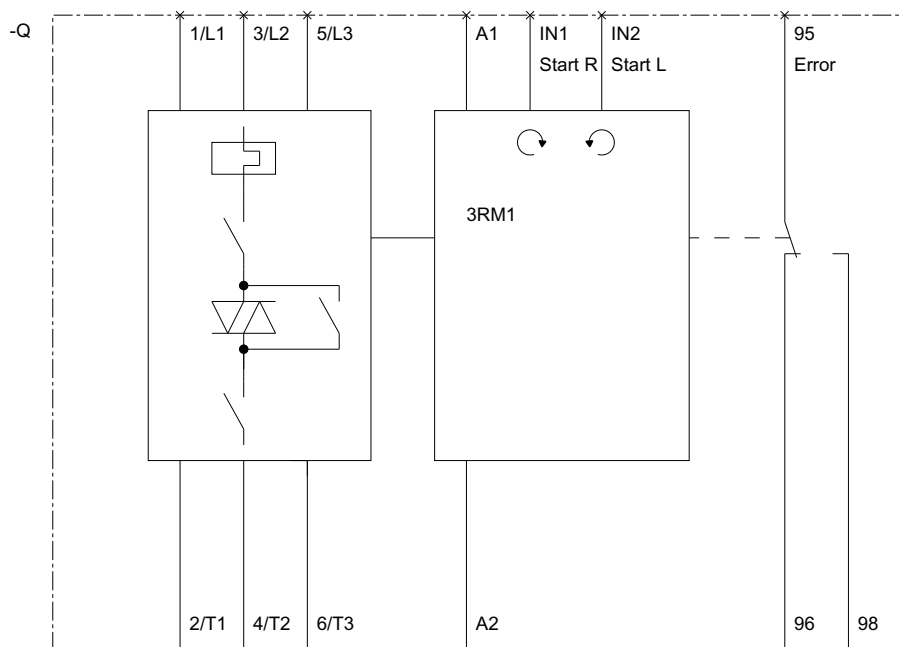 -Q
1/L1 3/L2 5/L3 A1 IN1 IN2 95
Start R Start L Error
3RM1
2/T1 4/T2 6/T3 A2 96 98